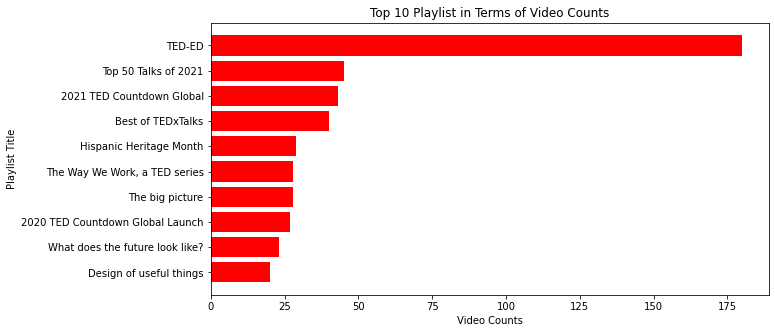 Top 10 Playlist in Terms of Video Counts
Playlist Title
TED-ED
Top 50 Talks of 2021
2021 TED Countdown Global
Best of TEDxTalks
Hispanic Heritage Month
The Way We Work, a TED series
The big picture
2020 TED Countdown Global Launch
What does the future look like?
Design of useful things
0 25 50 75 100 125 150 175
Video Counts